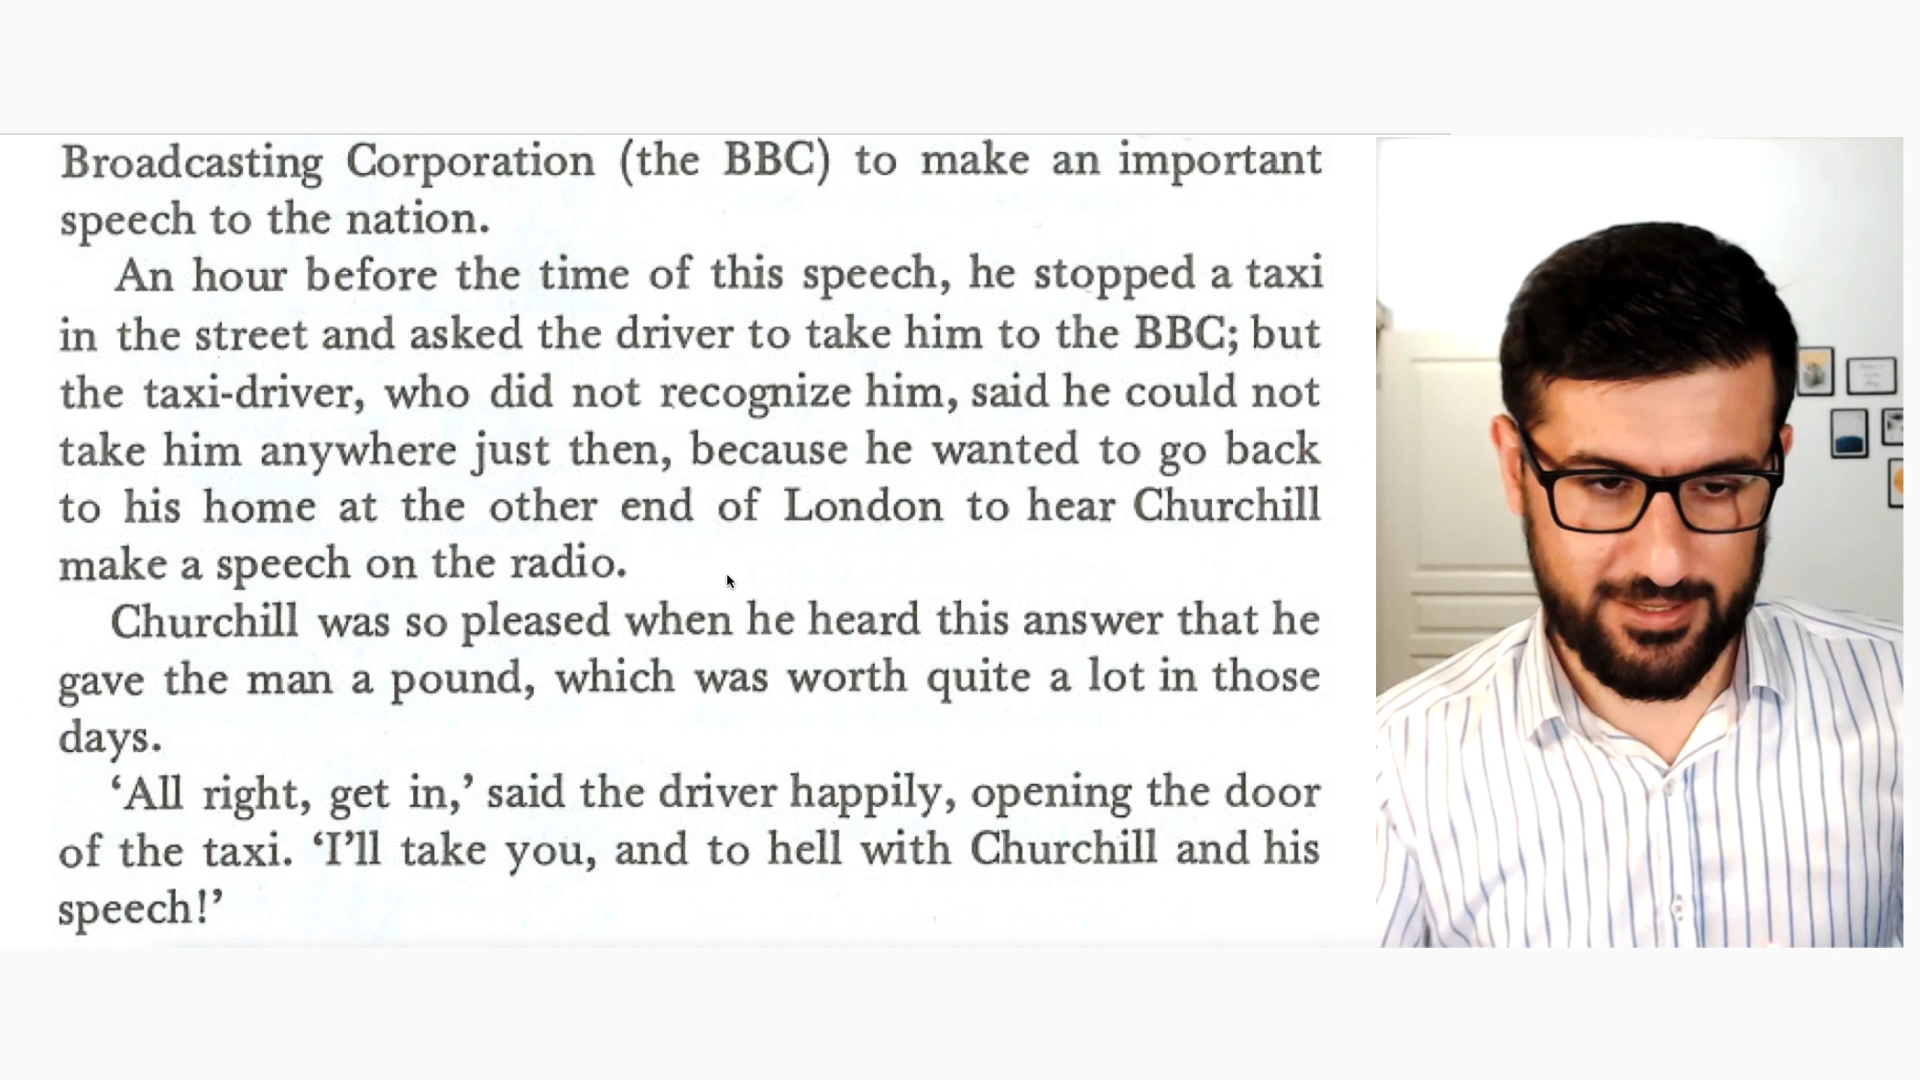 Broadcasting Corporation (the BBC) to make an important
speech to the nation.
An hour before the time of this speech, he stopped a taxi
in the street and asked the driver to take him to the BBC; but
the taxi-driver, who did not recognize him, said he could not
take him anywhere just then, because he wanted to go back
to his home at the other end of London to hear Churchill
make a speech on the radio.
Churchill was so pleased when he heard this answer that he
gave the man a pound, which was worth quite a lot in those
days.
‘All right, get in,’ said the driver happily, opening the door
of the taxi. ‘I’ll take you, and to hell with Churchill and his
speech!’